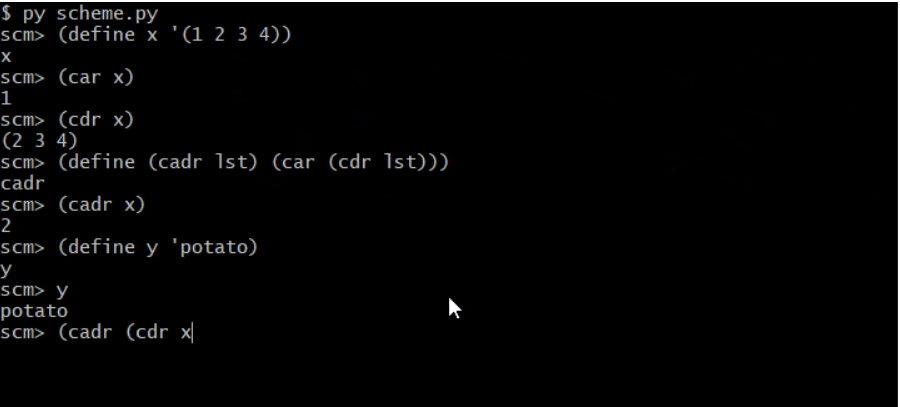 $ py scheme.py
scm> (define x '(1 2 3 4))
x
scm> (car x)
1
scm> (cdr x)
(2 3 4)
scm> (define (cadr lst) (car (cdr lst)))
cadr
scm> (cadr x)
2
scm> (define y 'potato)
y
scm> y
potato
scm> (cadr (cdr x